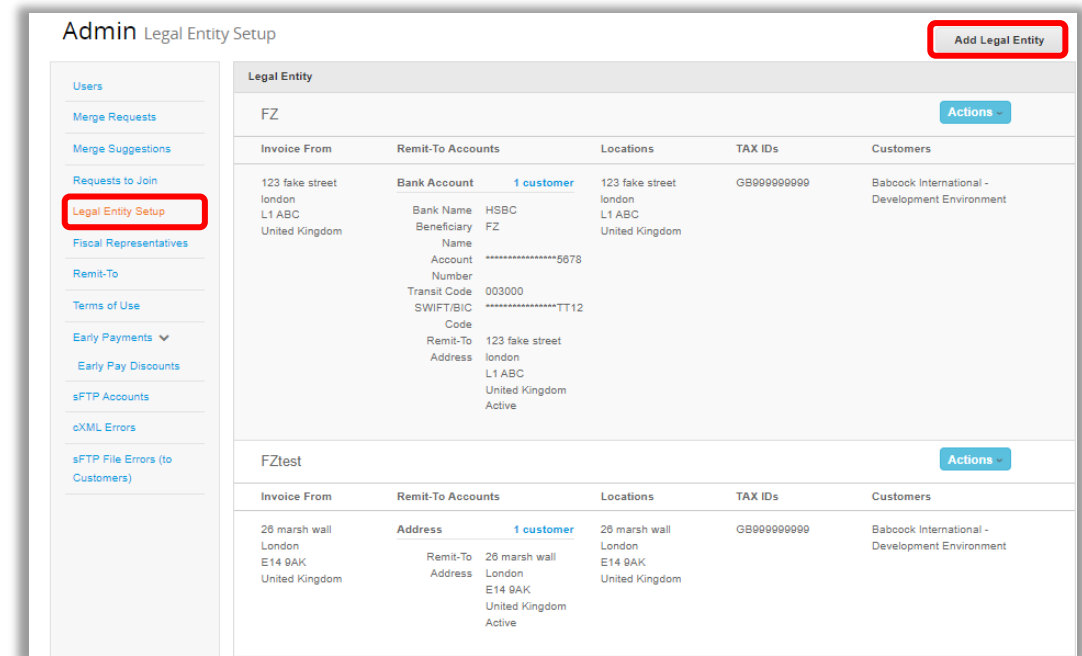 Admin Legal Entity Setup
Add Legal Entity
Users
Merge Requests
Merge Suggestions
Requests to Join
Legal Entity Setup
Fiscal Representatives
Remit-To
Terms of Use
Early Payments
Early Pay Discounts
sFTP Accounts
cXML Errors
sFTP File Errors (to
Customers)
Legal Entity
FZ
Actions
Invoice From Remit-To Accounts Locations TAX IDs Customers
123 fake street
london
L1 ABC
United Kingdom
Bank Account 1 customer
Bank Name HSBC
Beneficiary FZ
Name
Account ****************5678
Number
Transit Code 003000
SWIFT/BIC ****************TT12
Code
Remit-To 123 fake street
Address london
L1 ABC
United Kingdom
Active
123 fake street
london
L1 ABC
United Kingdom
GB999999999
Babcock International -
Development Environment
FZtest
Actions
Invoice From Remit-To Accounts Locations TAX IDs Customers
26 marsh wall
London
E14 9AK
United Kingdom
Address 1 customer
Remit-To 26 marsh wall
Address London
E14 9AK
United Kingdom
Active
26 marsh wall
London
E14 9AK
United Kingdom
GB999999999
Babcock International -
Development Environment